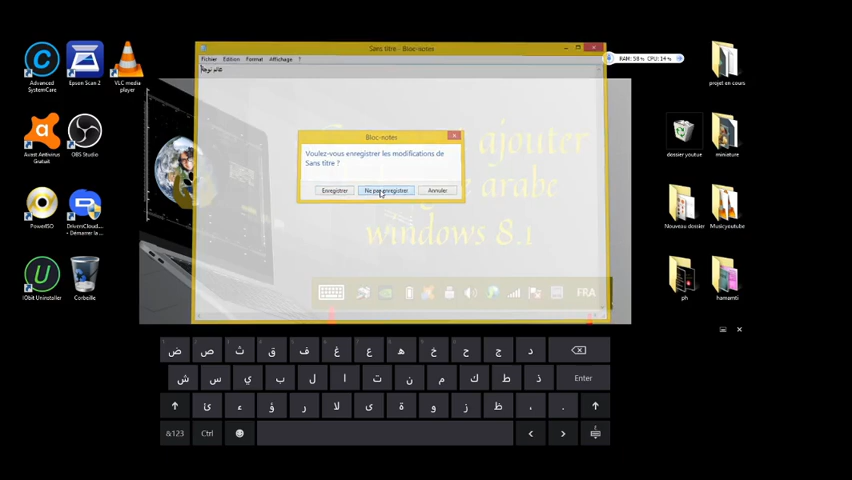 Sans titre - Bloc-notes
Fichier Edition Format Affichage ?
RAM: 58 % CPU: 14 %
Advanced SystemCare
Epson Scan 2
VLC media player
projet en cours
Avast Antivirus Gratuit
OBS Studio
dossier youtue
miniature
PowerISO
DriversCloud... - Démarrer la ...
Nouveau dossier
Musicyoutube
IObit Uninstaller
Corbeille
ph
hamamti
Bloc-notes
Voulez-vous enregistrer les modifications de
Sans titre ?
Enregistrer
Ne pas enregistrer
Annuler
ajouter
arabe
windows 8.1
FRA
ض ص ث ق ف غ ع ه خ ح ج د
ش س ي ب ل ا ت ن م ك ط ذ Enter
ئ ء ؤ ر لا ى ة و ز ظ ، .
&123 Ctrl